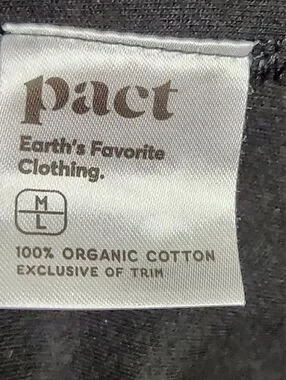 pact
Earth's Favorite
Clothing.
M
L
100% ORGANIC COTTON
EXCLUSIVE OF TRIM